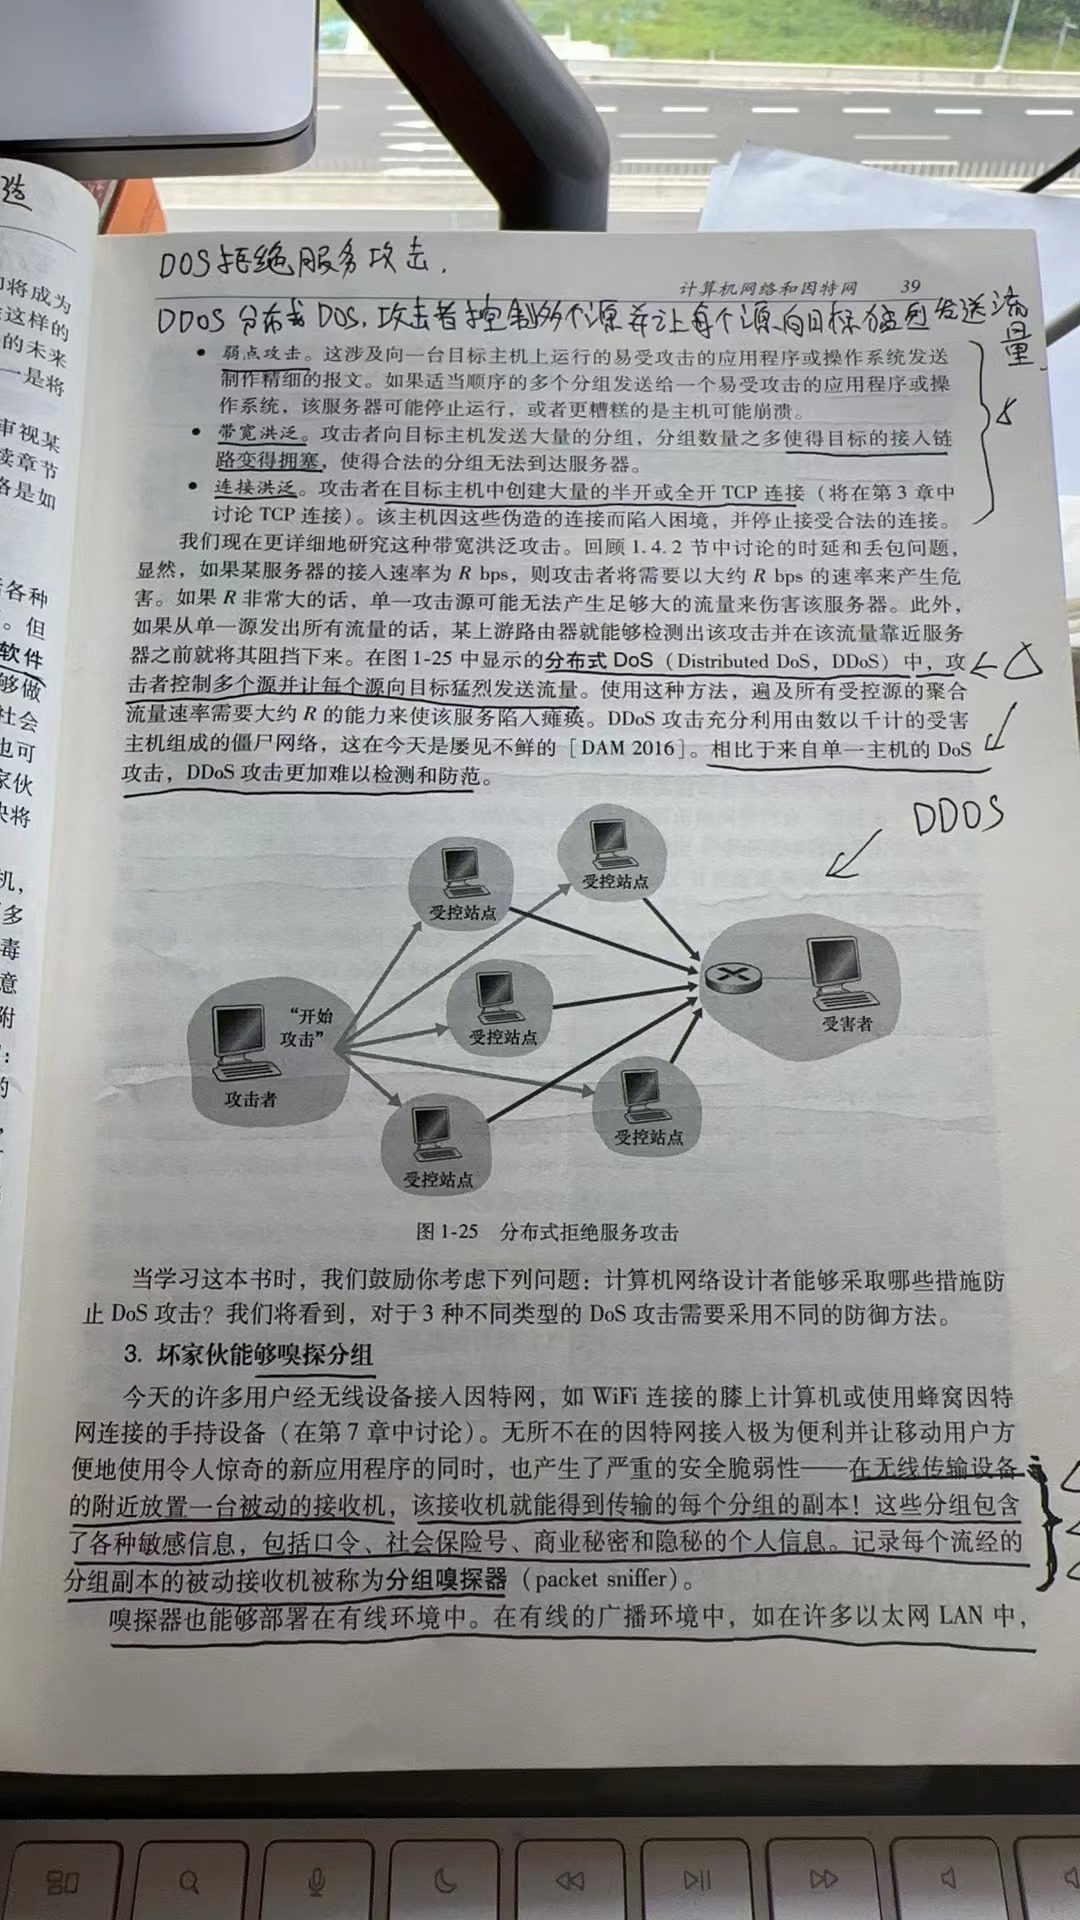 造
DOS拒绝服务攻击.
计算机网络和因特网 39
DDOS 分布式 DOS. 攻击者控制多个源并让每个源向目标猛烈发送流量
• 弱点攻击。这涉及向一台目标主机上运行的易受攻击的应用程序或操作系统发送
制作精细的报文。如果适当顺序的多个分组发送给一个易受攻击的应用程序或操
作系统，该服务器可能停止运行，或者更糟糕的是主机可能崩溃。
• 带宽洪泛。攻击者向目标主机发送大量的分组，分组数量之多使得目标的接入链
路变得拥塞，使得合法的分组无法到达服务器。
• 连接洪泛。攻击者在目标主机中创建大量的半开或全开 TCP 连接（将在第 3 章中
讨论 TCP 连接）。该主机因这些伪造的连接而陷入困境，并停止接受合法的连接。
我们现在更详细地研究这种带宽洪泛攻击。回顾 1.4.2 节中讨论的时延和丢包问题，
显然，如果某服务器的接入速率为 R bps，则攻击者将需要以大约 R bps 的速率来产生危
害。如果 R 非常大的话，单一攻击源可能无法产生足够大的流量来伤害该服务器。此外，
如果从单一源发出所有流量的话，某上游路由器就能够检测出该攻击并在该流量靠近服务
器之前就将其阻挡下来。在图 1-25 中显示的分布式 DoS（Distributed DoS，DDoS）中，攻
击者控制多个源并让每个源向目标猛烈发送流量。使用这种方法，遍及所有受控源的聚合
流量速率需要大约 R 的能力来使该服务陷入瘫痪。DDoS 攻击充分利用由数以千计的受害
主机组成的僵尸网络，这在今天是屡见不鲜的［DAM 2016］。相比于来自单一主机的 DoS
攻击，DDoS 攻击更加难以检测和防范。
DDOS
受控站点
受控站点
“开始
攻击”
攻击者
受控站点
受害者
受控站点
受控站点
图 1-25 分布式拒绝服务攻击
当学习这本书时，我们鼓励你考虑下列问题：计算机网络设计者能够采取哪些措施防
止 DoS 攻击？我们将看到，对于 3 种不同类型的 DoS 攻击需要采用不同的防御方法。
3. 坏家伙能够嗅探分组
今天的许多用户经无线设备接入因特网，如 WiFi 连接的膝上计算机或使用蜂窝因特
网连接的手持设备（在第 7 章中讨论）。无所不在的因特网接入极为便利并让移动用户方
便地使用令人惊奇的新应用程序的同时，也产生了严重的安全脆弱性——在无线传输设备
的附近放置一台被动的接收机，该接收机就能得到传输的每个分组的副本！这些分组包含
了各种敏感信息，包括口令、社会保险号、商业秘密和隐秘的个人信息。记录每个流经的
分组副本的被动接收机被称为分组嗅探器（packet sniffer）。
嗅探器也能够部署在有线环境中。在有线的广播环境中，如在许多以太网 LAN 中，
将成为
这样的
的未来
一是将
审视某
读章节
各是如
各种
。但
软件
够做
社会
也可
家伙
央将
机，
多
毒
意
附
：
的